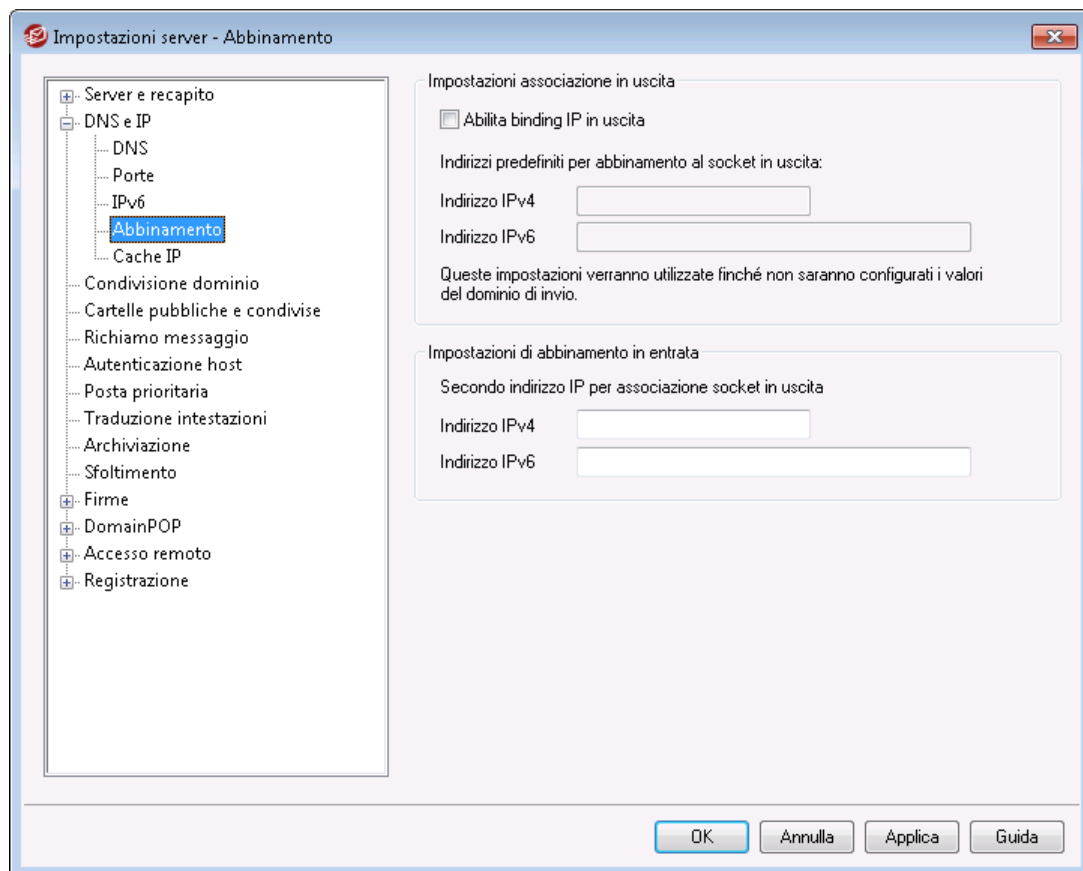 Impostazioni server - Abbinamento
Server e recapito
DNS e IP
DNS
Porte
IPv6
Abbinamento
Cache IP
Condivisione dominio
Cartelle pubbliche e condivise
Richiamo messaggio
Autenticazione host
Posta prioritaria
Traduzione intestazioni
Archiviazione
Sfoltimento
Firme
DomainPOP
Accesso remoto
Registrazione
Impostazioni associazione in uscita
Abilita binding IP in uscita
Indirizzi predefiniti per abbinamento al socket in uscita:
Indirizzo IPv4
Indirizzo IPv6
Queste impostazioni verranno utilizzate finché non saranno configurati i valori
del dominio di invio.
Impostazioni di abbinamento in entrata
Secondo indirizzo IP per associazione socket in uscita
Indirizzo IPv4
Indirizzo IPv6
OK
Annulla
Applica
Guida